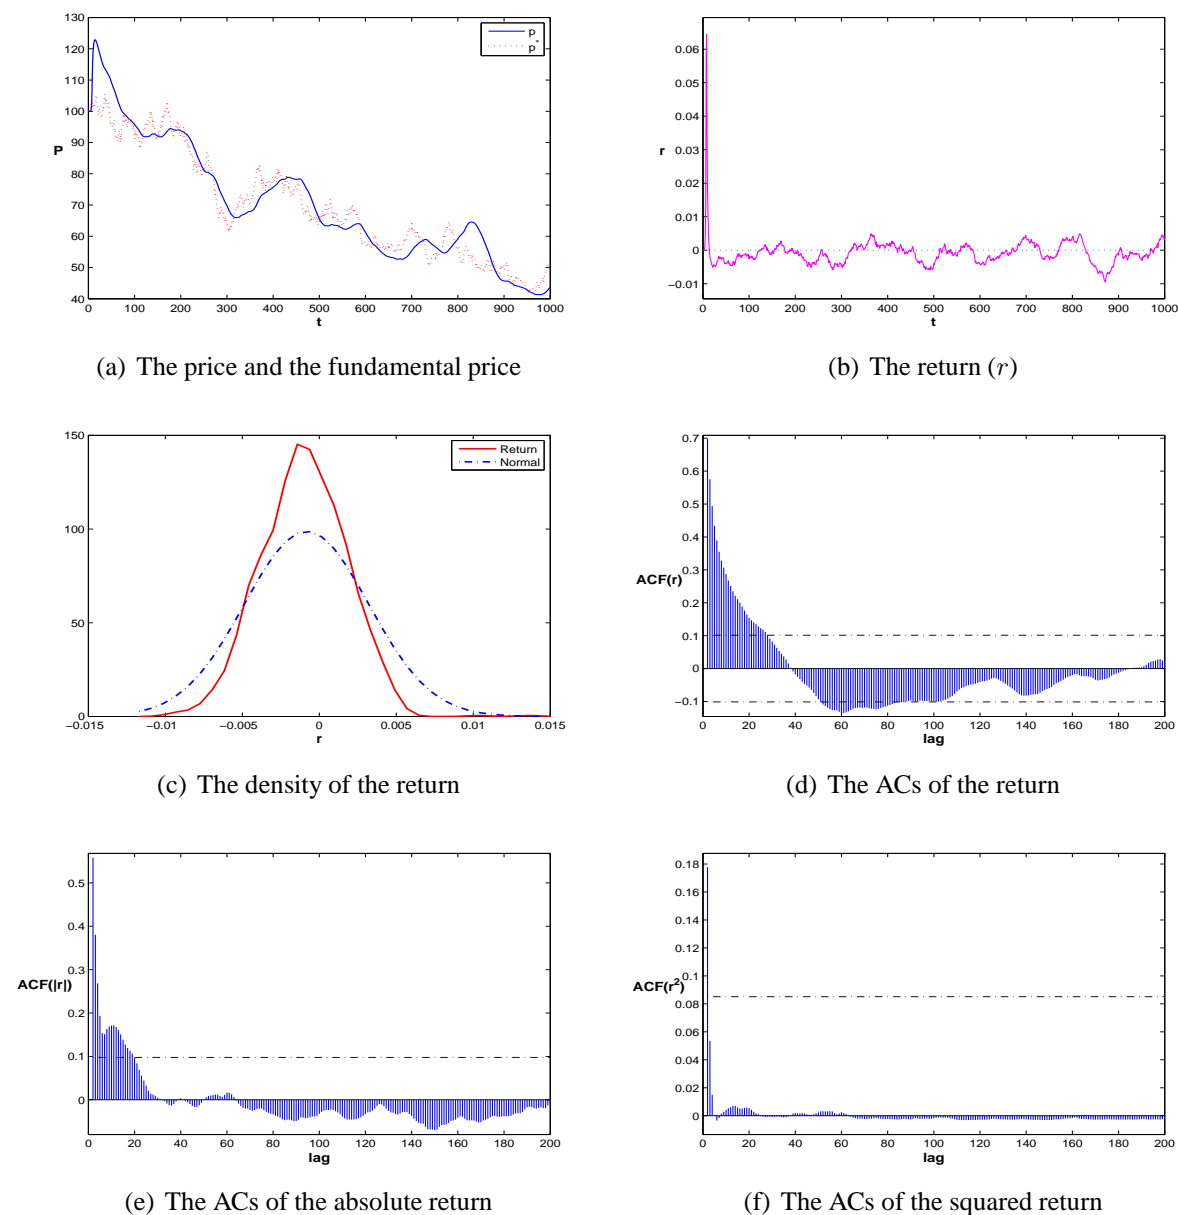 130
120
110
100
90
80
70
60
50
40
P
0 100 200 300 400 500 600 700 800 900 1000
t
p
p*
(a) The price and the fundamental price
0.06
0.05
0.04
0.03
0.02
0.01
0
−0.01
r
0 100 200 300 400 500 600 700 800 900 1000
t
(b) The return (r)
150
100
50
0
−0.015 −0.01 −0.005 0 0.005 0.01 0.015
r
Return
Normal
(c) The density of the return
0.7
0.6
0.5
0.4
0.3
0.2
0.1
0
−0.1
ACF(r)
0 20 40 60 80 100 120 140 160 180 200
lag
(d) The ACs of the return
0.5
0.4
0.3
0.2
0.1
0
ACF(|r|)
0 20 40 60 80 100 120 140 160 180 200
lag
(e) The ACs of the absolute return
0.18
0.16
0.14
0.12
0.1
0.08
0.06
0.04
0.02
0
ACF(r²)
0 20 40 60 80 100 120 140 160 180 200
lag
(f) The ACs of the squared return